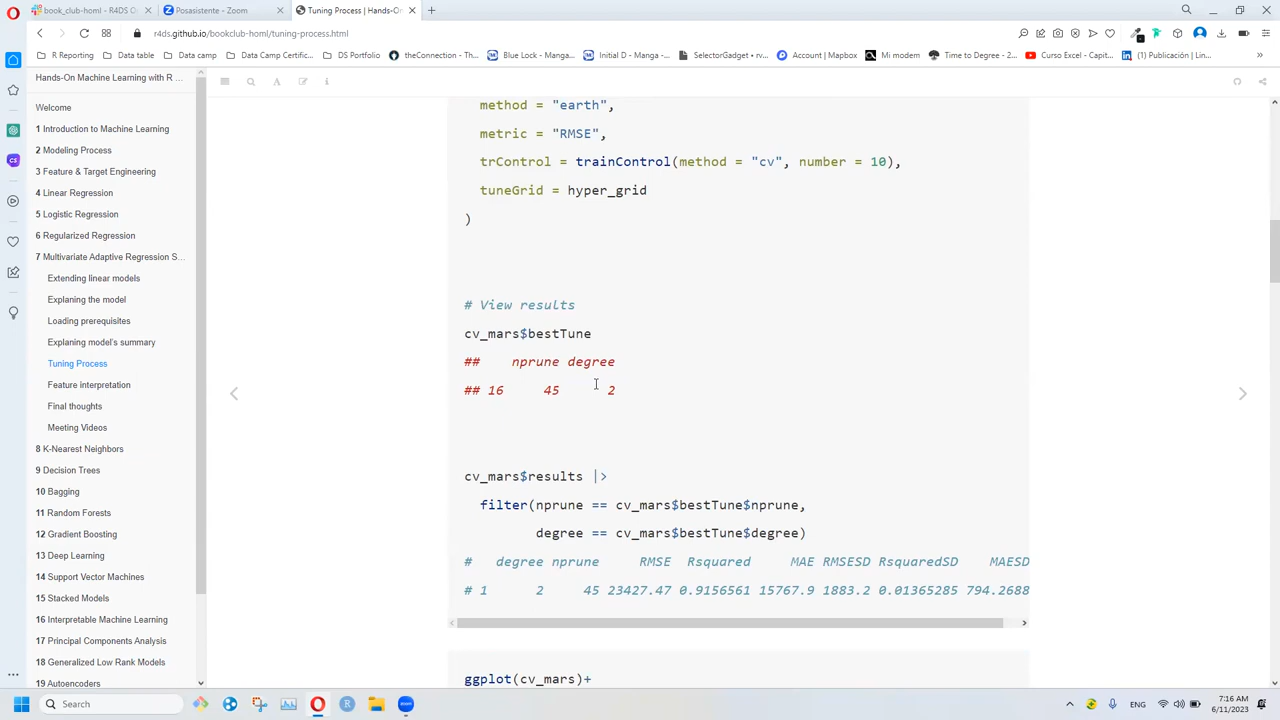 book_club-homl - R4DS O
Posasistente - Zoom
Tuning Process | Hands-On
r4ds.github.io/bookclub-homl/tuning-process.html
R Reporting
Data table
Data camp
Data Camp Certific...
DS Portfolio
theConnection - Th...
Blue Lock - Manga -...
Initial D - Manga -...
SelectorGadget • rv...
Account | Mapbox
Mi modem
Time to Degree - 2...
Curso Excel - Capit...
(1) Publicación | Lin...
Hands-On Machine Learning with R ...
Welcome
1 Introduction to Machine Learning
2 Modeling Process
3 Feature & Target Engineering
4 Linear Regression
5 Logistic Regression
6 Regularized Regression
7 Multivariate Adaptive Regression S...
Extending linear models
Explaning the model
Loading prerequisites
Explaning model's summary
Tuning Process
Feature interpretation
Final thoughts
Meeting Videos
8 K-Nearest Neighbors
9 Decision Trees
10 Bagging
11 Random Forests
12 Gradient Boosting
13 Deep Learning
14 Support Vector Machines
15 Stacked Models
16 Interpretable Machine Learning
17 Principal Components Analysis
18 Generalized Low Rank Models
19 Autoencoders
method = "earth",
metric = "RMSE",
trControl = trainControl(method = "cv", number = 10),
tuneGrid = hyper_grid
)
# View results
cv_mars$bestTune
## nprune degree
## 16 45 2
cv_mars$results |>
filter(nprune == cv_mars$bestTune$nprune,
degree == cv_mars$bestTune$degree)
# degree nprune RMSE Rsquared MAE RMSESD RsquaredSD MAESD
# 1 2 45 23427.47 0.9156561 15767.9 1883.2 0.01365285 794.2688
ggplot(cv_mars)+
Search
ENG
7:16 AM
6/11/2023